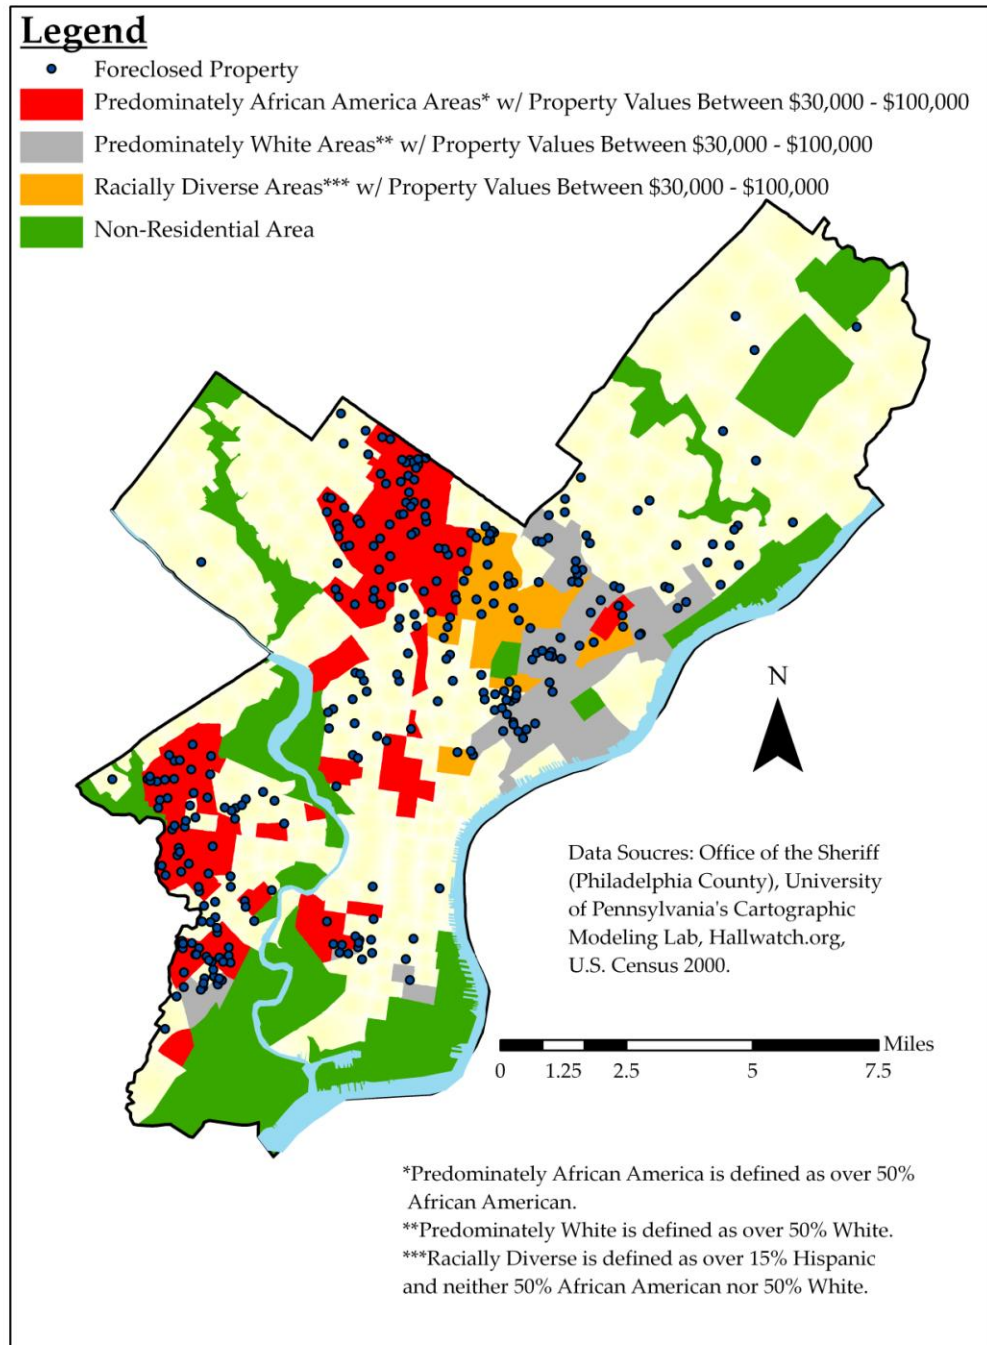 Legend
Foreclosed Property
Predominately African America Areas* w/ Property Values Between $30,000 - $100,000
Predominately White Areas** w/ Property Values Between $30,000 - $100,000
Racially Diverse Areas*** w/ Property Values Between $30,000 - $100,000
Non-Residential Area
N
Data Soucres: Office of the Sheriff
(Philadelphia County), University
of Pennsylvania's Cartographic
Modeling Lab, Hallwatch.org,
U.S. Census 2000.
Miles
0 1.25 2.5 5 7.5
*Predominately African America is defined as over 50%
African American.
**Predominately White is defined as over 50% White.
***Racially Diverse is defined as over 15% Hispanic
and neither 50% African American nor 50% White.